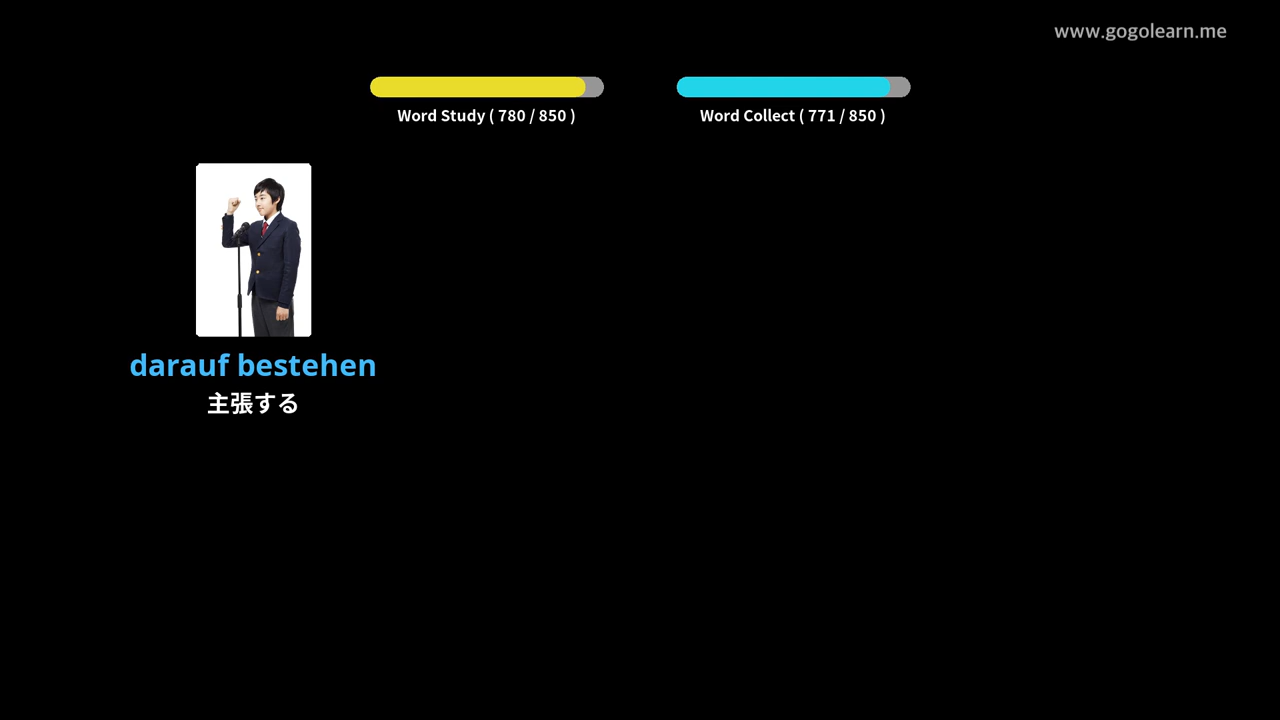 www.gogolearn.me
Word Study ( 780 / 850 )
Word Collect ( 771 / 850 )
darauf bestehen
主張する